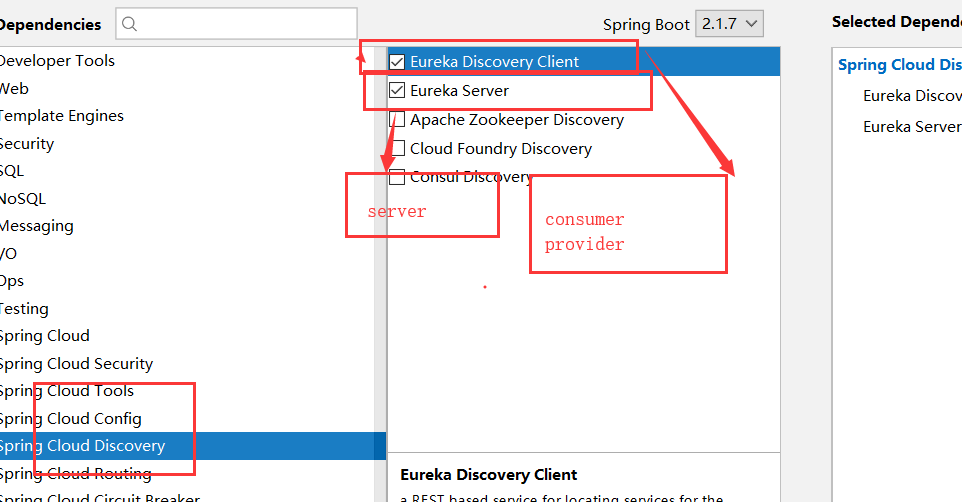 Dependencies
Spring Boot 2.1.7
Selected Depend
Developer Tools
Web
Template Engines
Security
SQL
NoSQL
Messaging
I/O
Ops
Testing
Spring Cloud
Spring Cloud Security
Spring Cloud Tools
Spring Cloud Config
Spring Cloud Discovery
Spring Cloud Routing
Spring Cloud Circuit Breaker
Eureka Discovery Client
Eureka Server
Apache Zookeeper Discovery
Cloud Foundry Discovery
Consul Discovery
server
consumer
provider
Eureka Discovery Client
a REST based service for locating services for the
Spring Cloud Dis
Eureka Discov
Eureka Server